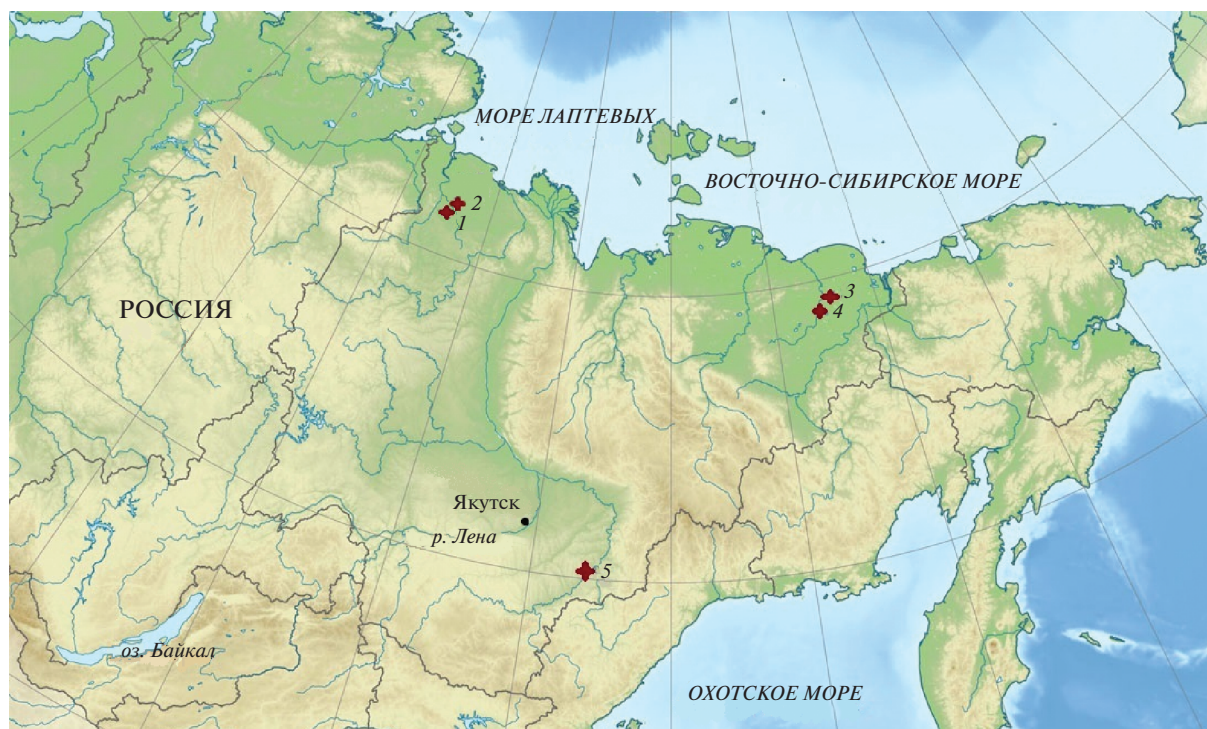 МОРЕ ЛАПТЕВЫХ
ВОСТОЧНО-СИБИРСКОЕ МОРЕ
2
1
РОССИЯ
3
4
Якутск
р. Лена
5
оз. Байкал
ОХОТСКОЕ МОРЕ